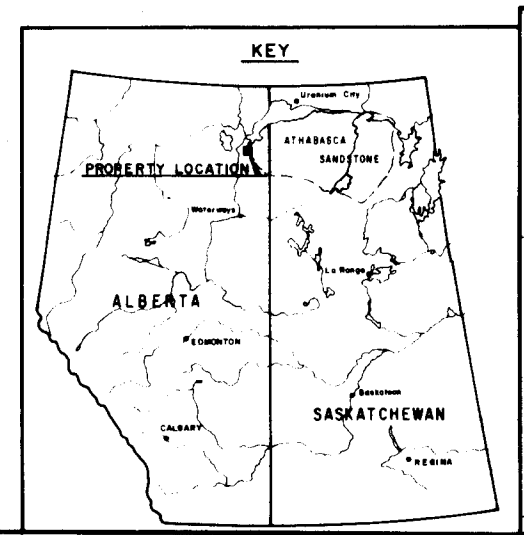 KEY
Uranium City
ATHABASCA
SANDSTONE
PROPERTY LOCATION
Waterways
La Ronge
ALBERTA
EDMONTON
Saskatoon
SASKATCHEWAN
CALGARY
REGINA